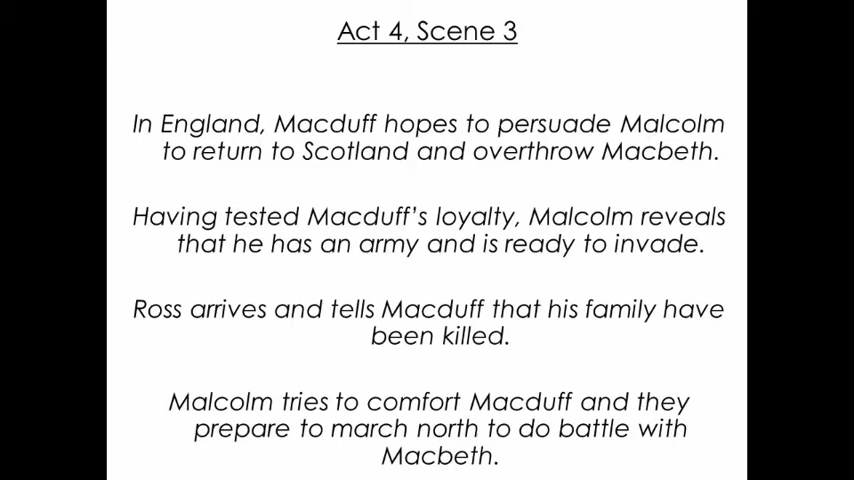 Act 4, Scene 3
In England, Macduff hopes to persuade Malcolm
to return to Scotland and overthrow Macbeth.
Having tested Macduff’s loyalty, Malcolm reveals
that he has an army and is ready to invade.
Ross arrives and tells Macduff that his family have
been killed.
Malcolm tries to comfort Macduff and they
prepare to march north to do battle with
Macbeth.